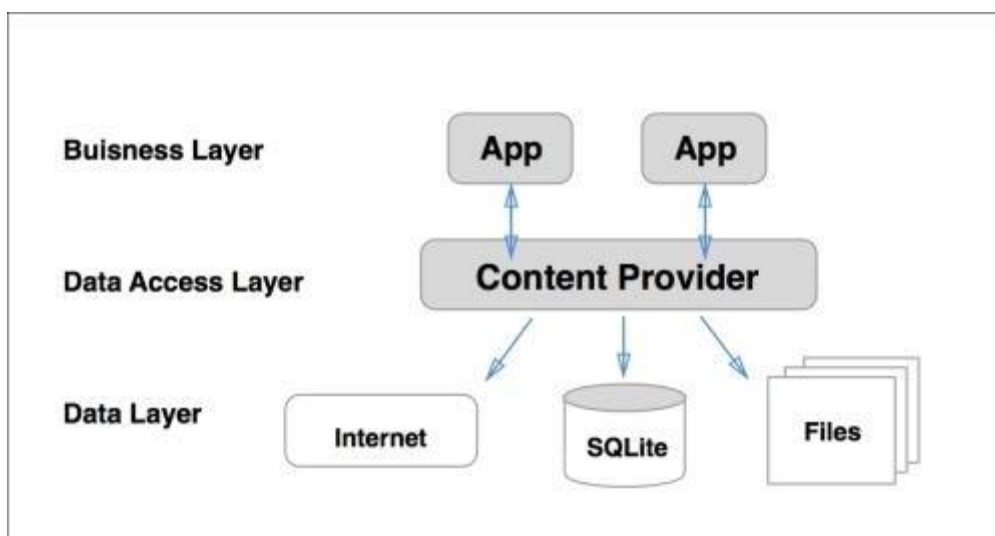 Buisness Layer
App
App
Data Access Layer
Content Provider
Data Layer
Internet
SQLite
Files